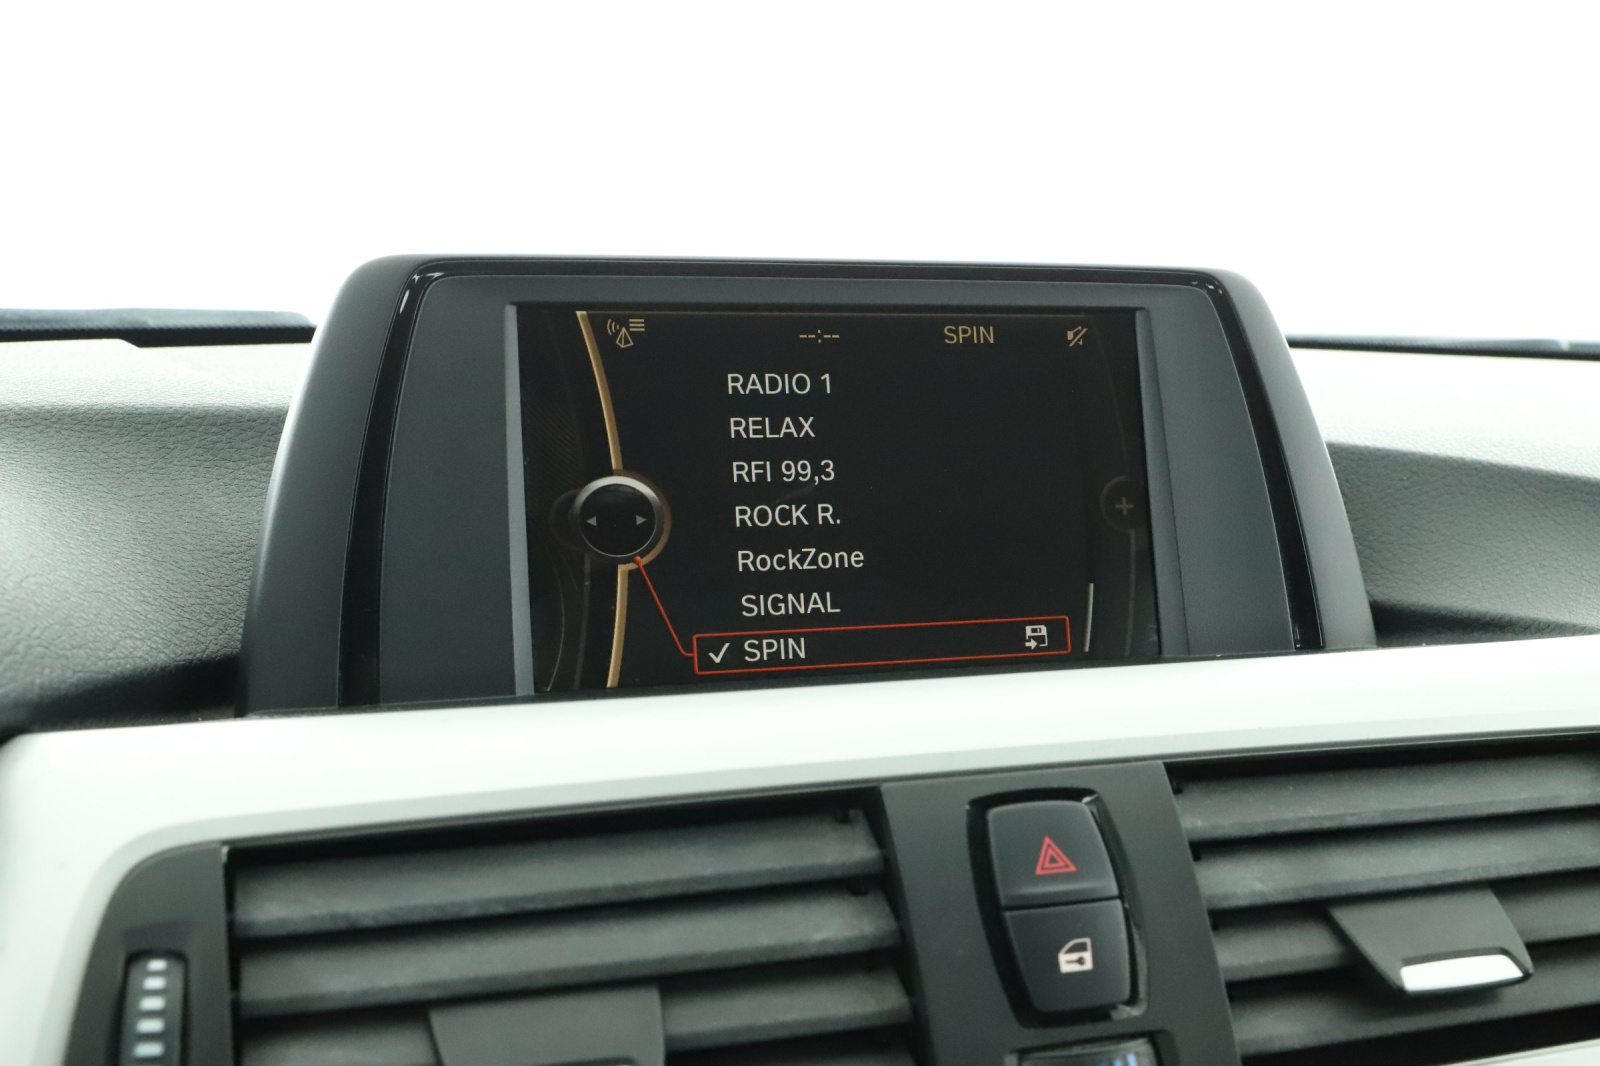 --:-- SPIN
RADIO 1
RELAX
RFI 99,3
ROCK R.
RockZone
SIGNAL
SPIN